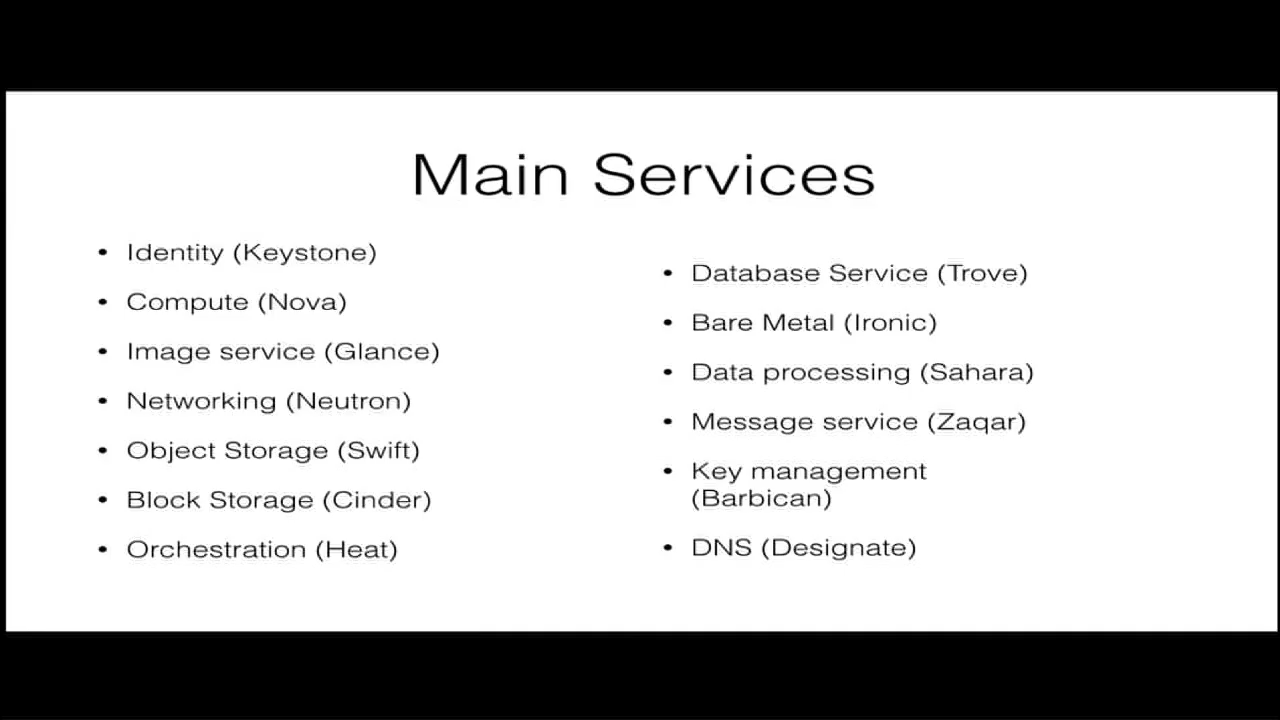 Main Services
• Identity (Keystone)
• Compute (Nova)
• Image service (Glance)
• Networking (Neutron)
• Object Storage (Swift)
• Block Storage (Cinder)
• Orchestration (Heat)
• Database Service (Trove)
• Bare Metal (Ironic)
• Data processing (Sahara)
• Message service (Zaqar)
• Key management
(Barbican)
• DNS (Designate)